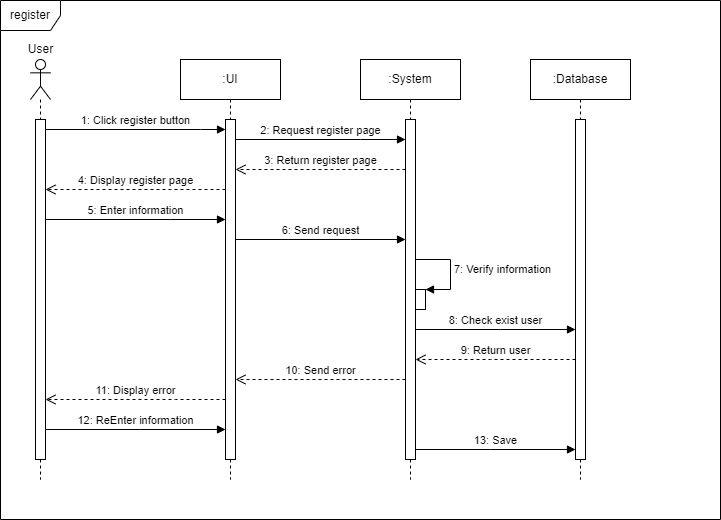 register
User
:UI
:System
:Database
1: Click register button
2: Request register page
3: Return register page
4: Display register page
5: Enter information
6: Send request
7: Verify information
8: Check exist user
9: Return user
10: Send error
11: Display error
12: ReEnter information
13: Save